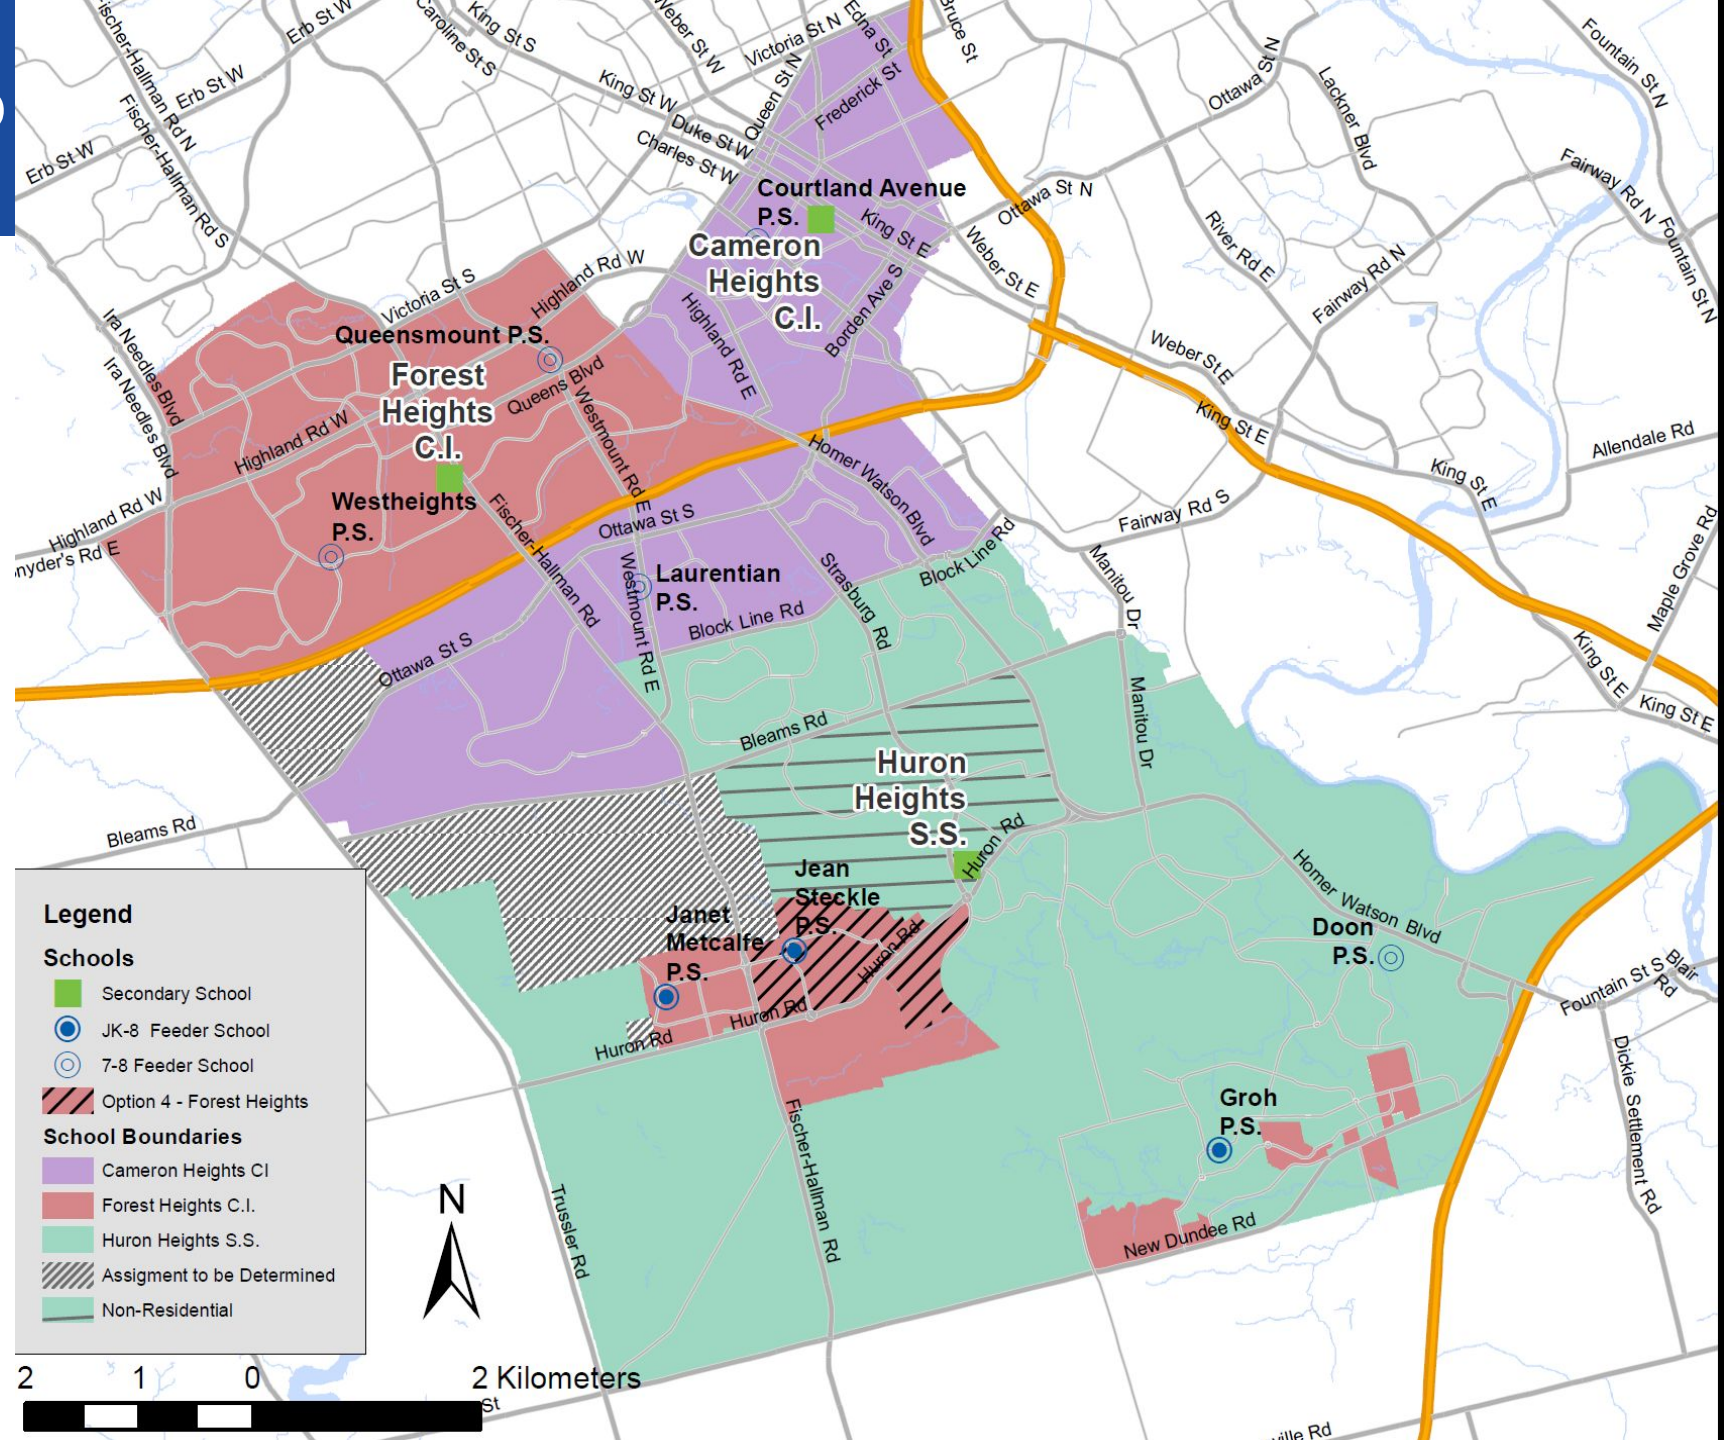 Fischer-Hallman Rd N
Erb St W
Caroline St S
King St S
Weber St W
Victoria St N
Edna St
Bruce St
Fountain St N
Erb St W
Fischer-Hallman Rd S
King St W
Queen St N
Frederick St
Ottawa St N
Lackner Blvd
Erb St W
Duke St W
Charles St W
Fairway Rd N
Courtland Avenue
P.S.
Ottawa St N
King St E
Weber St E
River Rd E
Fountain St N
Cameron
Heights
C.I.
Fairway Rd N
Victoria St S
Highland Rd W
Highland Rd E
Borden Ave S
Ira Needles Blvd
Ira Needles Blvd
Queensmount P.S.
Weber St E
Forest
Heights
C.I.
Queens Blvd
Westmount Rd E
King St E
Highland Rd W
Homer Watson Blvd
Allendale Rd
King St E
Westheights
P.S.
Highland Rd W
nyder's Rd E
Fischer-Hallman Rd
Ottawa St S
Fairway Rd S
Block Line Rd
Maple Grove Rd
Laurentian
P.S.
Westmount Rd E
Strasburg Rd
Manitou Dr
Block Line Rd
Ottawa St S
King St E
King St E
Manitou Dr
Bleams Rd
Huron
Heights
S.S.
Huron Rd
Bleams Rd
Homer Watson Blvd
Jean
Steckle
P.S.
Janet
Metcalfe
P.S.
Huron Rd
Doon
P.S.
Fountain St S
Blair Rd
Huron Rd
Huron Rd
Dickie Settlement Rd
Groh
P.S.
Fischer-Hallman Rd
Trussler Rd
New Dundee Rd
Legend
Schools
Secondary School
JK-8 Feeder School
7-8 Feeder School
Option 4 - Forest Heights
School Boundaries
Cameron Heights CI
Forest Heights C.I.
Huron Heights S.S.
Assigment to be Determined
Non-Residential
N
2 1 0 2 Kilometers
St
ville Rd